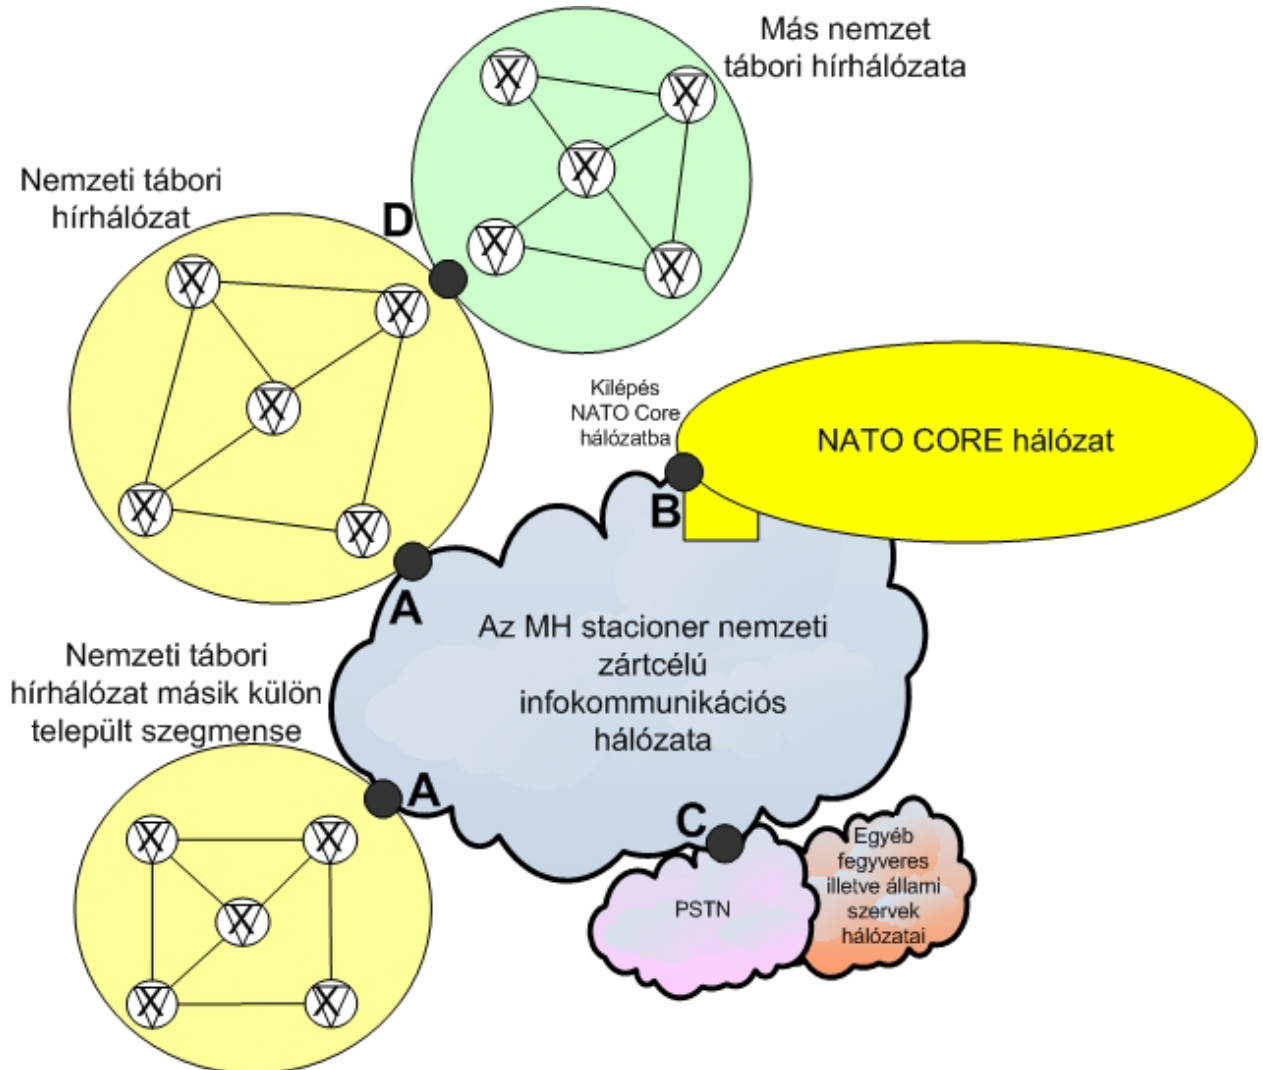 Más nemzet
tábori hírhálózata
Nemzeti tábori
hírhálózat
D
X
X
X
X
X
X
X
X
X
X
Kilépés
NATO Core
hálózatba
NATO CORE hálózat
B
A
Az MH stacioner nemzeti
zártcélú
infokommunikációs
hálózata
Nemzeti tábori
hírhálózat másik külön
települt szegmense
A
X
X
X
X
X
C
PSTN
Egyéb
fegyveres
illetve állami
szervek
hálózatai